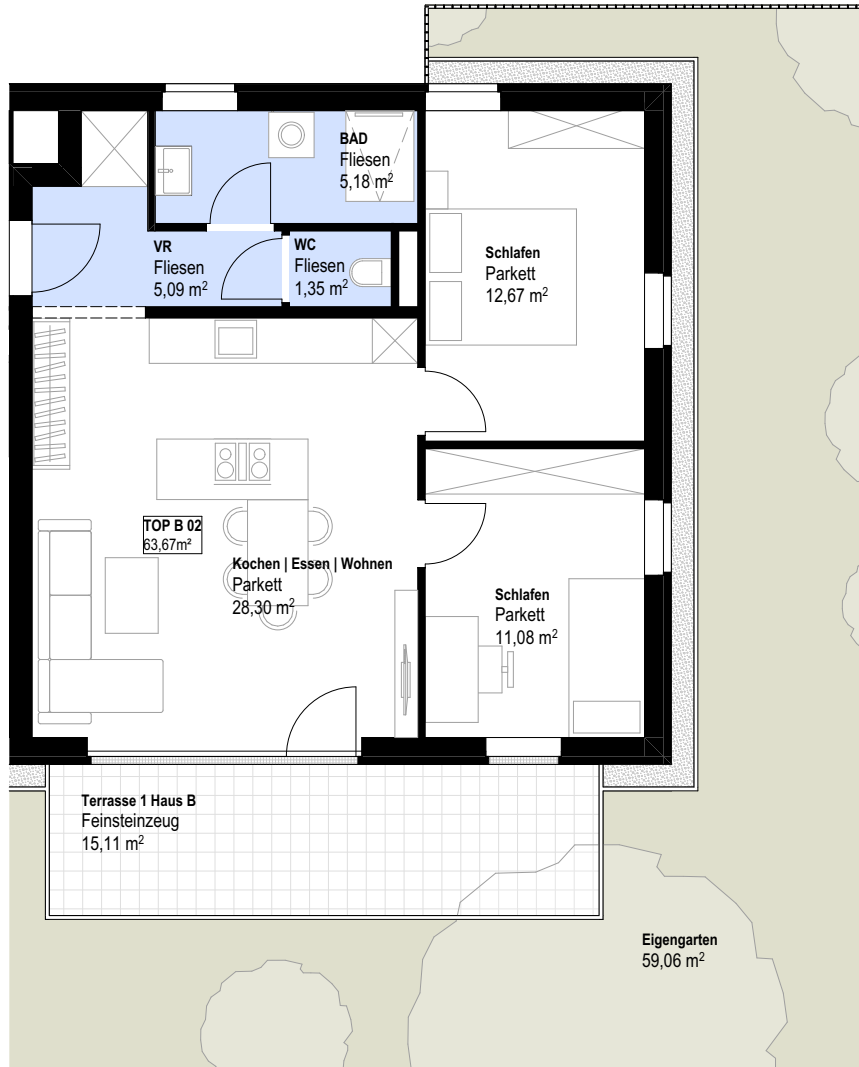 BAD
Fliesen
5,18 m²
VR
Fliesen
5,09 m²
WC
Fliesen
1,35 m²
Schlafen
Parkett
12,67 m²
TOP B 02
63,67m²
Kochen | Essen | Wohnen
Parkett
28,30 m²
Schlafen
Parkett
11,08 m²
Terrasse 1 Haus B
Feinsteinzeug
15,11 m²
Eigengarten
59,06 m²